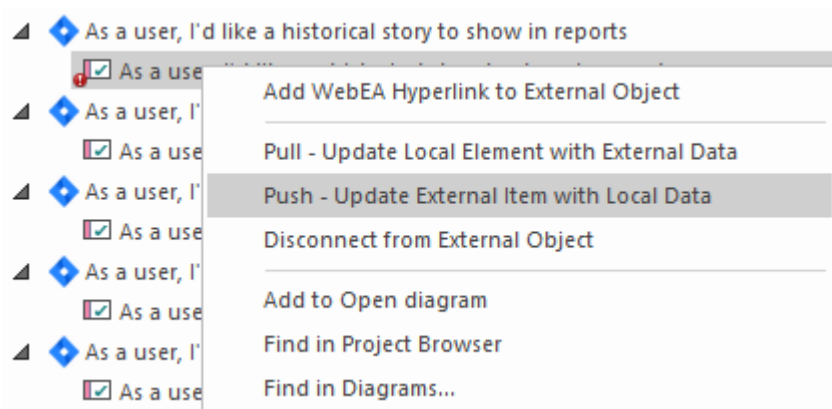 As a user, I'd like a historical story to show in reports
As a use
Add WebEA Hyperlink to External Object
As a user, I'
As a use
Pull - Update Local Element with External Data
As a user, I'
Push - Update External Item with Local Data
As a use
Disconnect from External Object
As a user, I'
As a use
Add to Open diagram
As a user, I'
Find in Project Browser
As a use
Find in Diagrams...